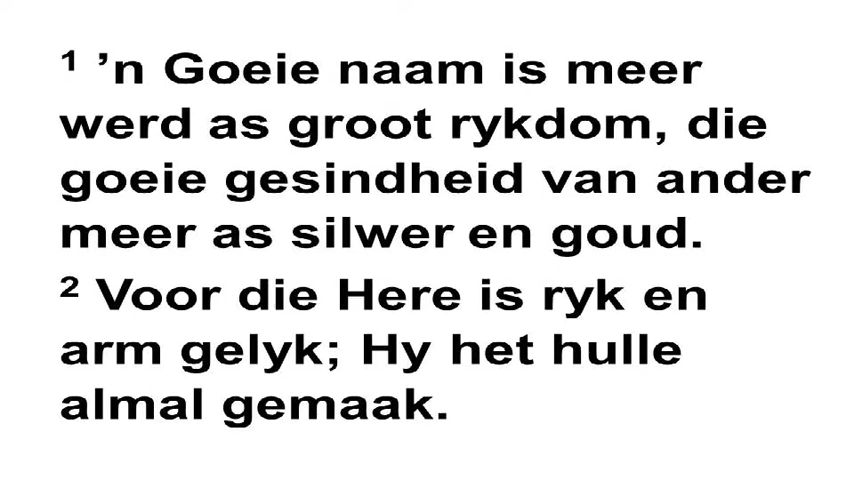 ¹ ’n Goeie naam is meer
werd as groot rykdom, die
goeie gesindheid van ander
meer as silwer en goud.
² Voor die Here is ryk en
arm gelyk; Hy het hulle
almal gemaak.